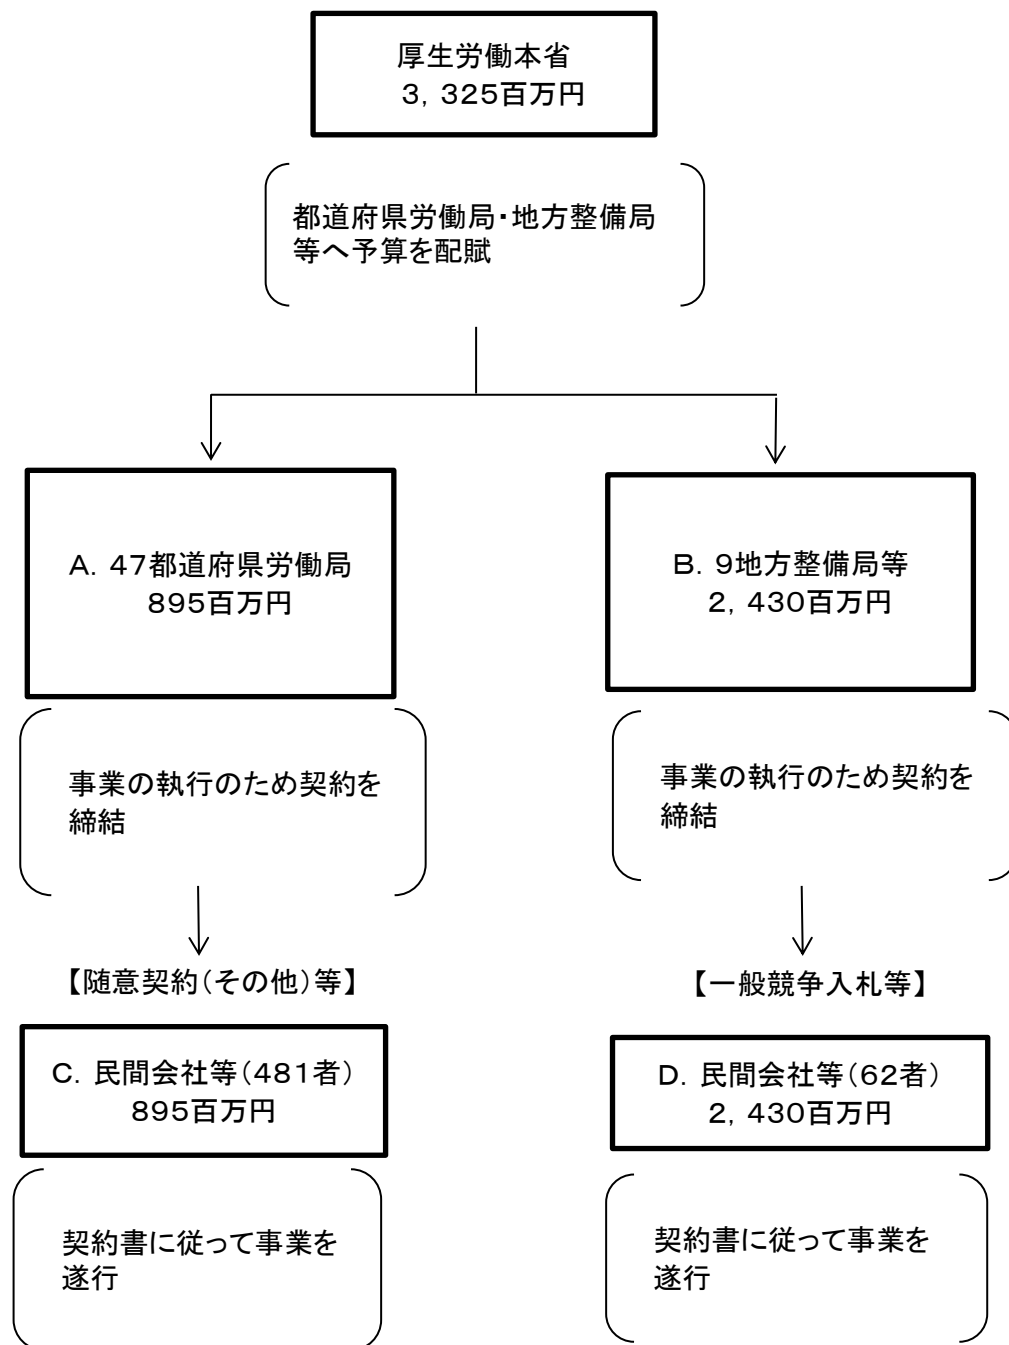 厚生労働本省
3，325百万円
都道府県労働局・地方整備局
等へ予算を配賦
A．47都道府県労働局
895百万円
B．9地方整備局等
2，430百万円
事業の執行のため契約を
締結
事業の執行のため契約を
締結
【随意契約（その他）等】
【一般競争入札等】
C．民間会社等（481者）
895百万円
D．民間会社等（62者）
2，430百万円
契約書に従って事業を
遂行
契約書に従って事業を
遂行